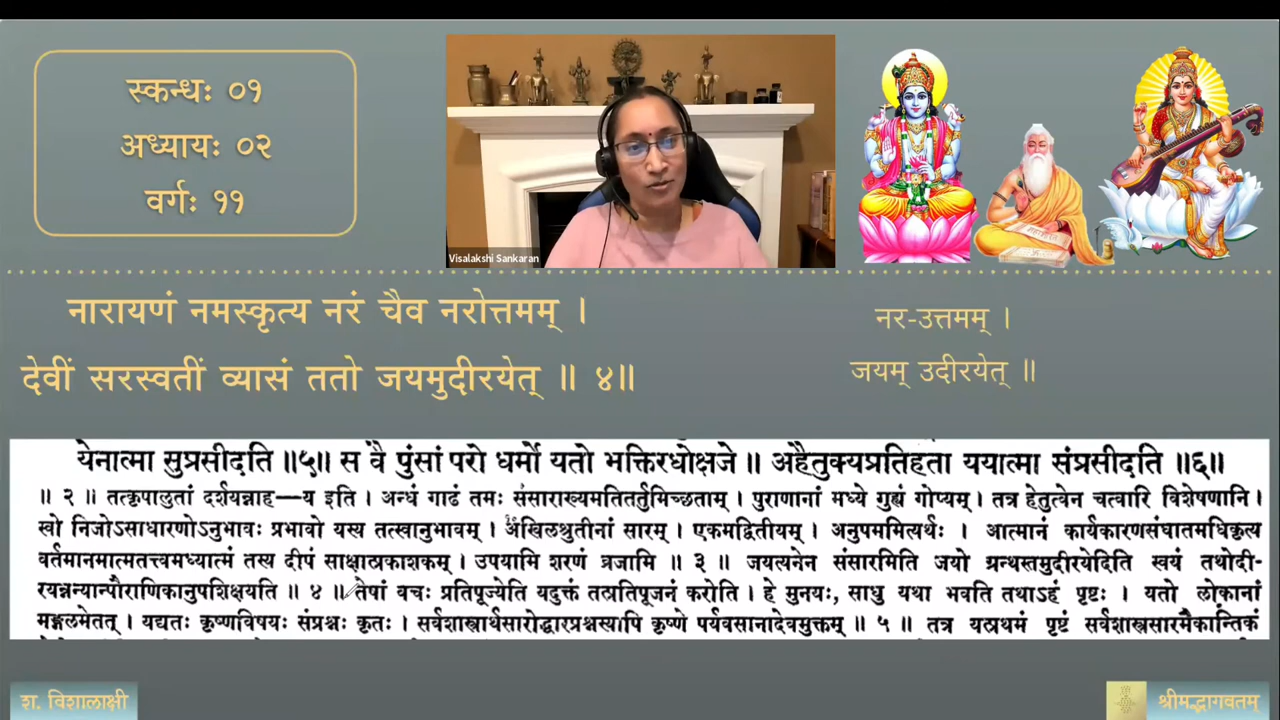 स्कन्धः ०१
अध्यायः ०२
वर्गः ११
Visalakshi Sankaran
नारायणं नमस्कृत्य नरं चैव नरोत्तमम् ।
देवीं सरस्वतीं व्यासं ततो जयमुदीरयेत् ॥ ४॥
नर-उत्तमम् ।
जयम् उदीरयेत् ॥
येनात्मा सुप्रसीदति ॥५॥ स वै पुंसां परो धर्मो यतो भक्तिरधोक्षजे ॥ अहैतुक्यप्रतिहता ययात्मा संप्रसीदति ॥६॥
॥ २ ॥ तत्कृपालुतां दर्शयन्नाह—य इति । अन्धं गाढं तमः संसाराख्यमतितर्तुमिच्छताम् । पुराणानां मध्ये गुह्यं गोप्यम् । तत्र हेतुत्वेन चत्वारि विशेषणानि ।
स्वो निजोऽसाधारणोऽनुभावः प्रभावो यस्य तत्स्वानुभावम् । अखिलश्रुतीनां सारम् । एकमद्वितीयम् । अनुपममित्यर्थः । आत्मानं कार्यकारणसंघातमधिकृत्य
वर्तमानमात्मतत्त्वमध्यात्मं तस्य दीपं साक्षात्प्रकाशकम् । उपयामि शरणं व्रजामि ॥ ३ ॥ जयत्यनेन संसारमिति जयो ग्रन्थस्तमुदीरयेदिति स्वयं तथोदी-
रयन्नन्यान्पौराणिकानुपशिक्षयति ॥ ४ ॥ तेषां वचः प्रतिपूज्येति यदुक्तं तत्प्रतिपूजनं करोति । हे मुनयः, साधु यथा भवति तथाऽहं पृष्टः । यतो लोकानां
मङ्गलमेतत् । यद्यतः कृष्णविषयः संप्रश्नः कृतः । सर्वशास्त्रार्थसारोद्धारप्रश्नस्यापि कृष्णे पर्यवसानादेवमुक्तम् ॥ ५ ॥ तत्र यत्प्रथमं पृष्टं सर्वशास्त्रसारमैकान्तिकं
श. विशालाक्षी
श्रीमद्भागवतम्